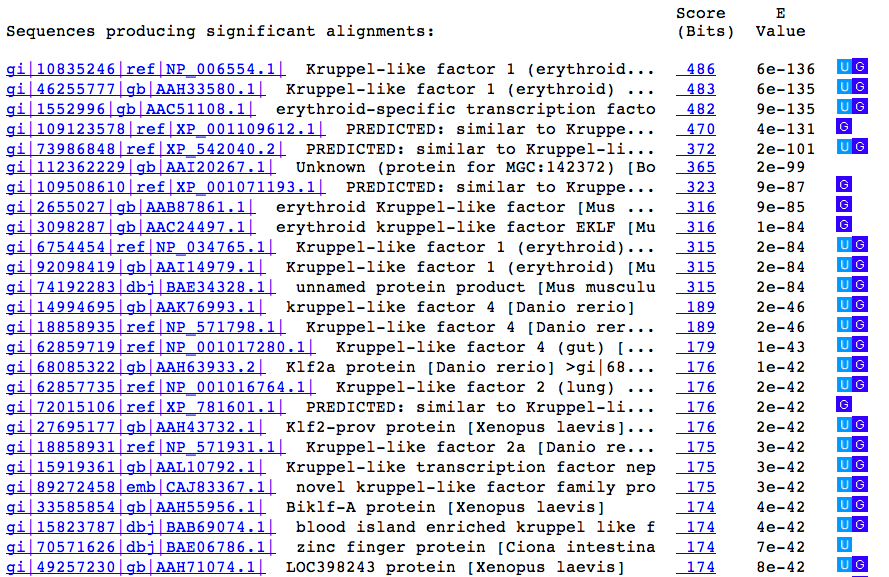 Score E
Sequences producing significant alignments: (Bits) Value
gi|10835246|ref|NP_006554.1| Kruppel-like factor 1 (erythroid... 486 6e-136 U G
gi|46255777|gb|AAH33580.1| Kruppel-like factor 1 (erythroid) ... 483 6e-135 U G
gi|1552996|gb|AAC51108.1| erythroid-specific transcription facto 482 9e-135 U G
gi|109123578|ref|XP_001109612.1| PREDICTED: similar to Kruppe... 470 4e-131 G
gi|73986848|ref|XP_542040.2| PREDICTED: similar to Kruppel-li... 372 2e-101 U G
gi|112362229|gb|AAI20267.1| Unknown (protein for MGC:142372) [Bo 365 2e-99
gi|109508610|ref|XP_001071193.1| PREDICTED: similar to Kruppe... 323 9e-87 G
gi|2655027|gb|AAB87861.1| erythroid Kruppel-like factor [Mus ... 316 9e-85 G
gi|3098287|gb|AAC24497.1| erythroid kruppel-like factor EKLF [Mu 316 1e-84 G
gi|6754454|ref|NP_034765.1| Kruppel-like factor 1 (erythroid)... 315 2e-84 U G
gi|92098419|gb|AAI14979.1| Kruppel-like factor 1 (erythroid) [Mu 315 2e-84 U G
gi|74192283|dbj|BAE34328.1| unnamed protein product [Mus musculu 315 2e-84 U G
gi|14994695|gb|AAK76993.1| kruppel-like factor 4 [Danio rerio] 189 2e-46 U G
gi|18858935|ref|NP_571798.1| Kruppel-like factor 4 [Danio rer... 189 2e-46 U G
gi|62859719|ref|NP_001017280.1| Kruppel-like factor 4 (gut) [... 179 1e-43 U G
gi|68085322|gb|AAH63933.2| Klf2a protein [Danio rerio] >gi|68... 176 1e-42 U G
gi|62857735|ref|NP_001016764.1| Kruppel-like factor 2 (lung) ... 176 2e-42 U G
gi|72015106|ref|XP_781601.1| PREDICTED: similar to Kruppel-li... 176 2e-42 G
gi|27695177|gb|AAH43732.1| Klf2-prov protein [Xenopus laevis]... 176 2e-42 U G
gi|18858931|ref|NP_571931.1| Kruppel-like factor 2a [Danio re... 175 3e-42 U G
gi|15919361|gb|AAL10792.1| Kruppel-like transcription factor nep 175 3e-42 U G
gi|89272458|emb|CAJ83367.1| novel kruppel-like factor family pro 175 3e-42 U G
gi|33585854|gb|AAH55956.1| Biklf-A protein [Xenopus laevis] 174 4e-42 U G
gi|15823787|dbj|BAB69074.1| blood island enriched kruppel like f 174 4e-42 U G
gi|70571626|dbj|BAE06786.1| zinc finger protein [Ciona intestina 174 7e-42 U
gi|49257230|gb|AAH71074.1| LOC398243 protein [Xenopus laevis] 174 8e-42 U G